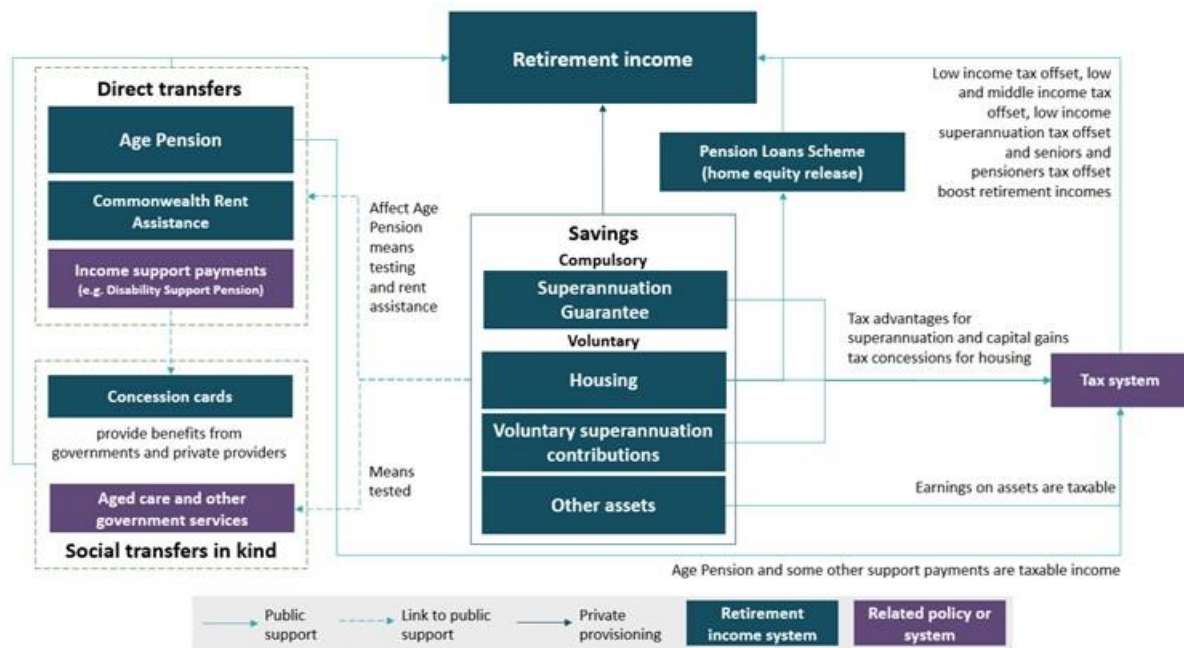 Retirement income
Direct transfers
Age Pension
Commonwealth Rent
Assistance
Income support payments
(e.g. Disability Support Pension)
Concession cards
provide benefits from
governments and private providers
Aged care and other
government services
Social transfers in kind
Affect Age
Pension
means
testing
and rent
assistance
Means
tested
Savings
Compulsory
Superannuation
Guarantee
Voluntary
Housing
Voluntary superannuation
contributions
Other assets
Pension Loans Scheme
(home equity release)
Low income tax offset, low
and middle income tax
offset, low income
superannuation tax offset
and seniors and
pensioners tax offset
boost retirement incomes
Tax advantages for
superannuation and capital gains
tax concessions for housing
Tax system
Earnings on assets are taxable
Age Pension and some other support payments are taxable income
Public
support
Link to public
support
Private
provisioning
Retirement
income system
Related policy or
system